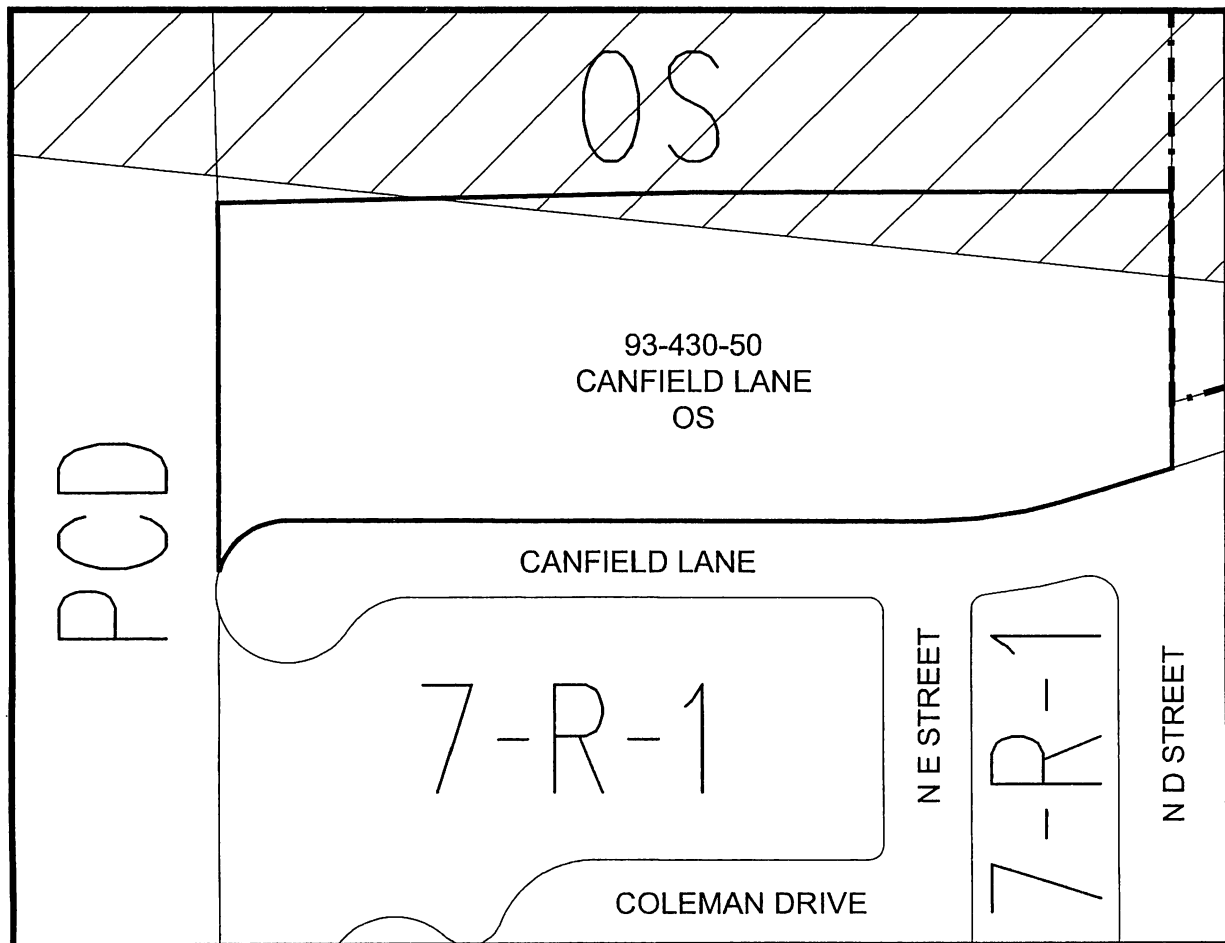 OS
93-430-50
CANFIELD LANE
OS
PCD
CANFIELD LANE
7-R-1
N E STREET
7-R-1
N D STREET
COLEMAN DRIVE